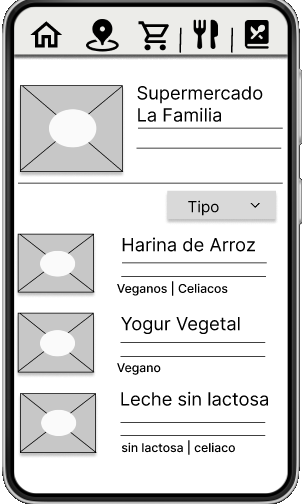 Supermercado
La Familia
Tipo
Harina de Arroz
Veganos | Celiacos
Yogur Vegetal
Vegano
Leche sin lactosa
sin lactosa | celiaco